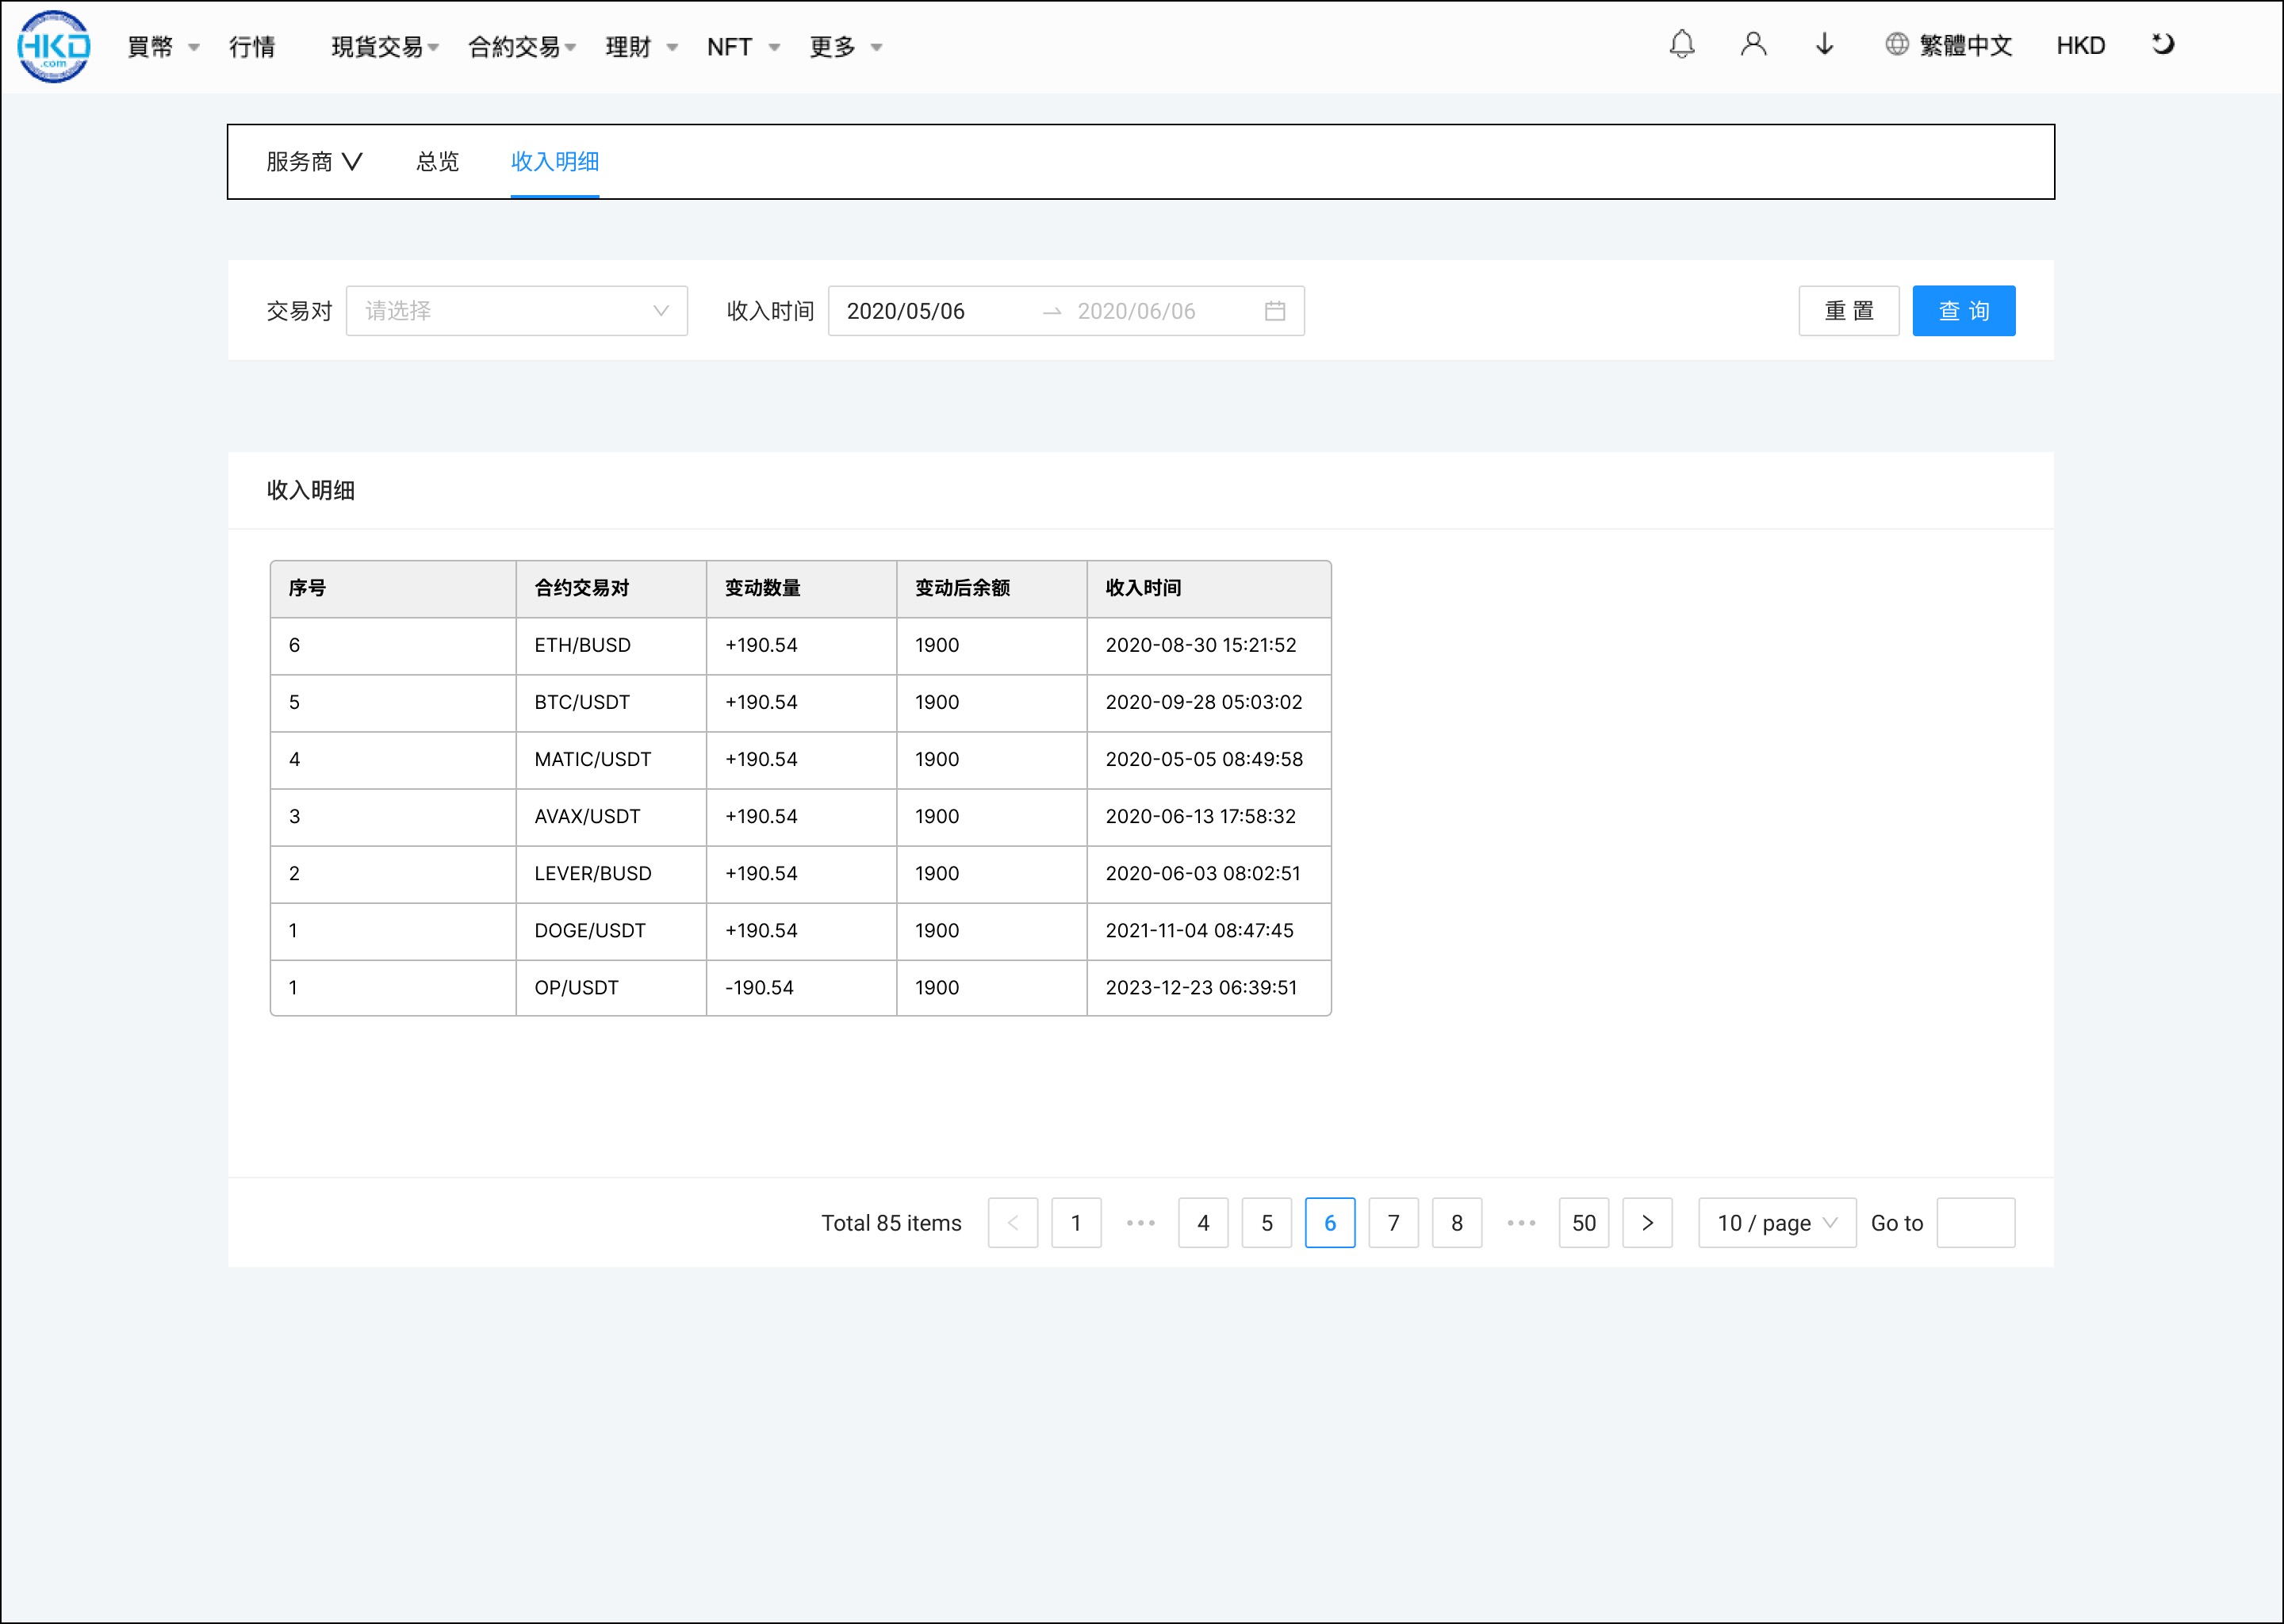 HKD
.com
買幣 行情 現貨交易 合約交易 理財 NFT 更多 繁體中文 HKD
服务商 总览 收入明细
交易对 请选择 收入时间 2020/05/06 → 2020/06/06 重 置 查 询
收入明细
序号 合约交易对 变动数量 变动后余额 收入时间
6 ETH/BUSD +190.54 1900 2020-08-30 15:21:52
5 BTC/USDT +190.54 1900 2020-09-28 05:03:02
4 MATIC/USDT +190.54 1900 2020-05-05 08:49:58
3 AVAX/USDT +190.54 1900 2020-06-13 17:58:32
2 LEVER/BUSD +190.54 1900 2020-06-03 08:02:51
1 DOGE/USDT +190.54 1900 2021-11-04 08:47:45
1 OP/USDT -190.54 1900 2023-12-23 06:39:51
Total 85 items < 1 ••• 4 5 6 7 8 ••• 50 > 10 / page Go to